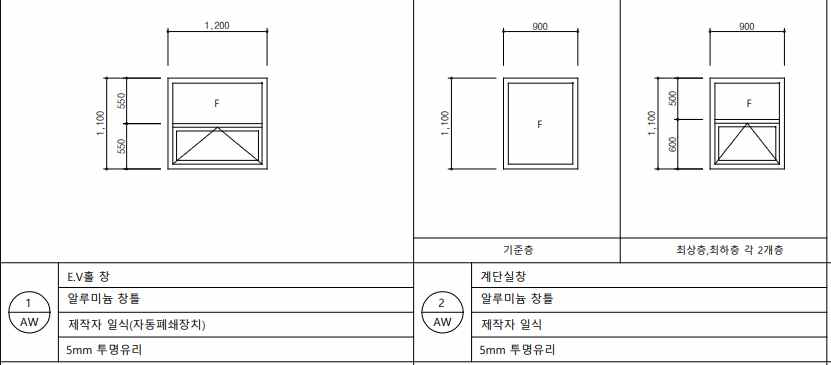 1,200
1,100
550
550
F
E.V홀 창
알루미늄 창틀
제작자 일식(자동폐쇄장치)
5mm 투명유리
1
AW
900
1,100
F
기준층
900
1,100
500
600
F
최상층,최하층 각 2개층
계단실창
알루미늄 창틀
제작자 일식
5mm 투명유리
2
AW